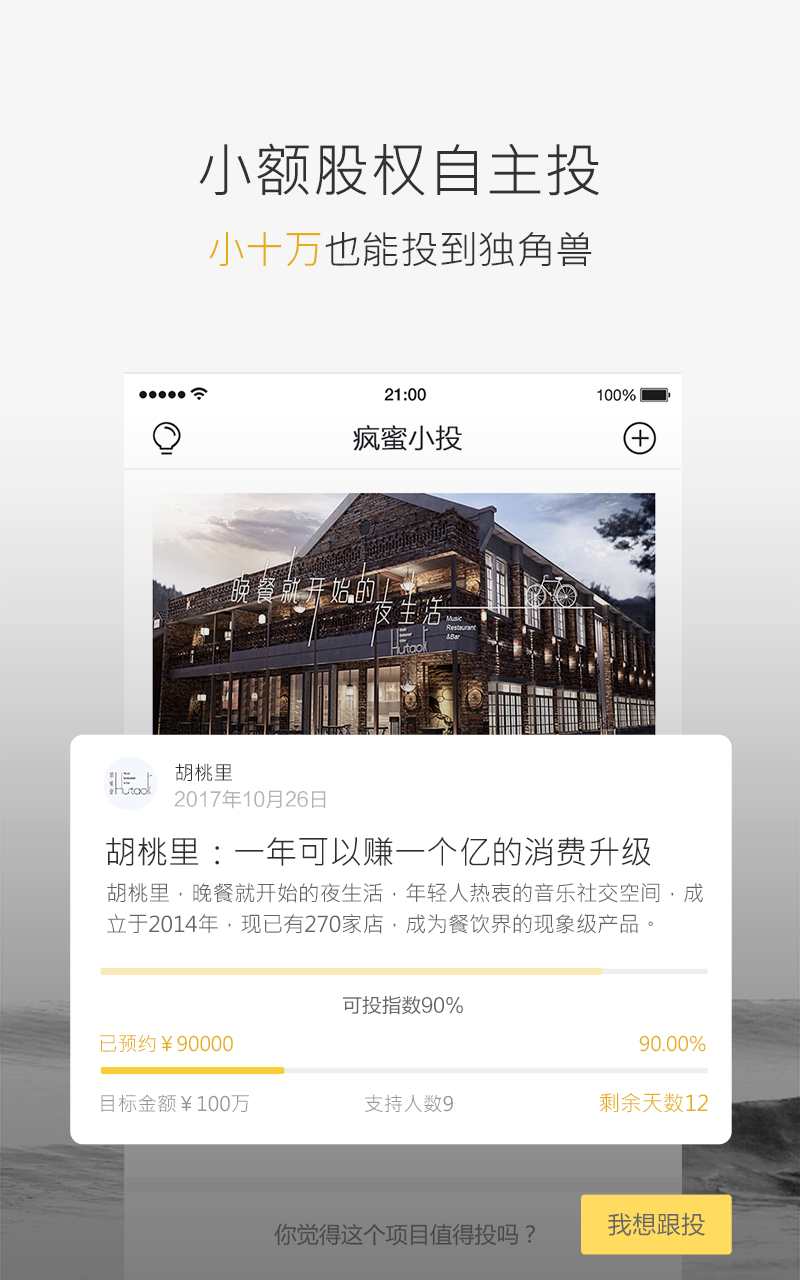 小额股权自主投
小十万也能投到独角兽
21:00
100%
疯蜜小投
晚餐就开始的
夜生活
Music
Restaurant
&Bar
Hutaoli
Hutaoli
胡桃里
2017年10月26日
胡桃里：一年可以赚一个亿的消费升级
胡桃里，晚餐就开始的夜生活，年轻人热衷的音乐社交空间，成
立于2014年，现已有270家店，成为餐饮界的现象级产品。
可投指数90%
已预约￥90000
90.00%
目标金额￥100万
支持人数9
剩余天数12
你觉得这个项目值得投吗？
我想跟投